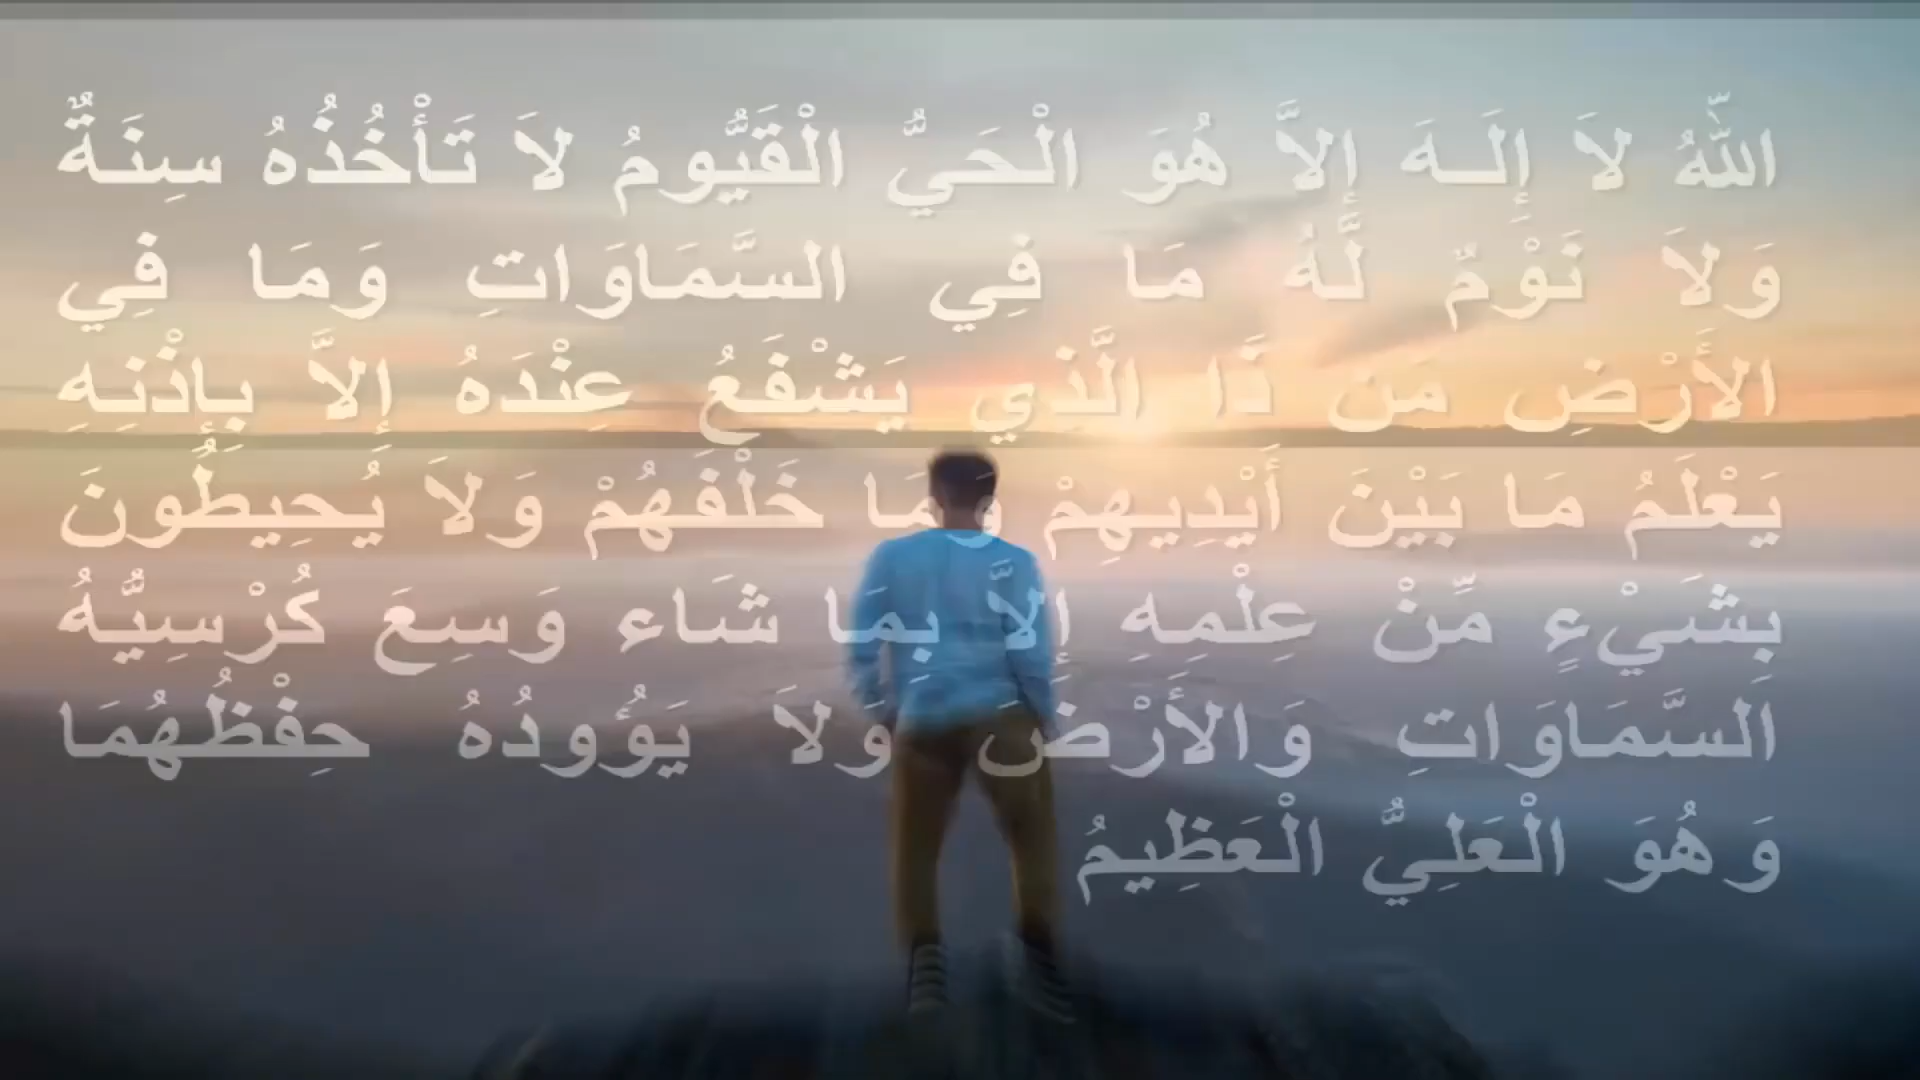 اللّهُ لاَ إِلَـهَ إِلاَّ هُوَ الْحَيُّ الْقَيُّومُ لاَ تَأْخُذُهُ سِنَةٌ
وَلاَ نَوْمٌ لَّهُ مَا فِي السَّمَاوَاتِ وَمَا فِي
الأَرْضِ مَن ذَا الَّذِي يَشْفَعُ عِنْدَهُ إِلاَّ بِإِذْنِهِ
يَعْلَمُ مَا بَيْنَ أَيْدِيهِمْ وَمَا خَلْفَهُمْ وَلاَ يُحِيطُونَ
بِشَيْءٍ مِّنْ عِلْمِهِ إِلاَّ بِمَا شَاء وَسِعَ كُرْسِيُّهُ
السَّمَاوَاتِ وَالأَرْضَ وَلاَ يَؤُودُهُ حِفْظُهُمَا
وَهُوَ الْعَلِيُّ الْعَظِيمُ